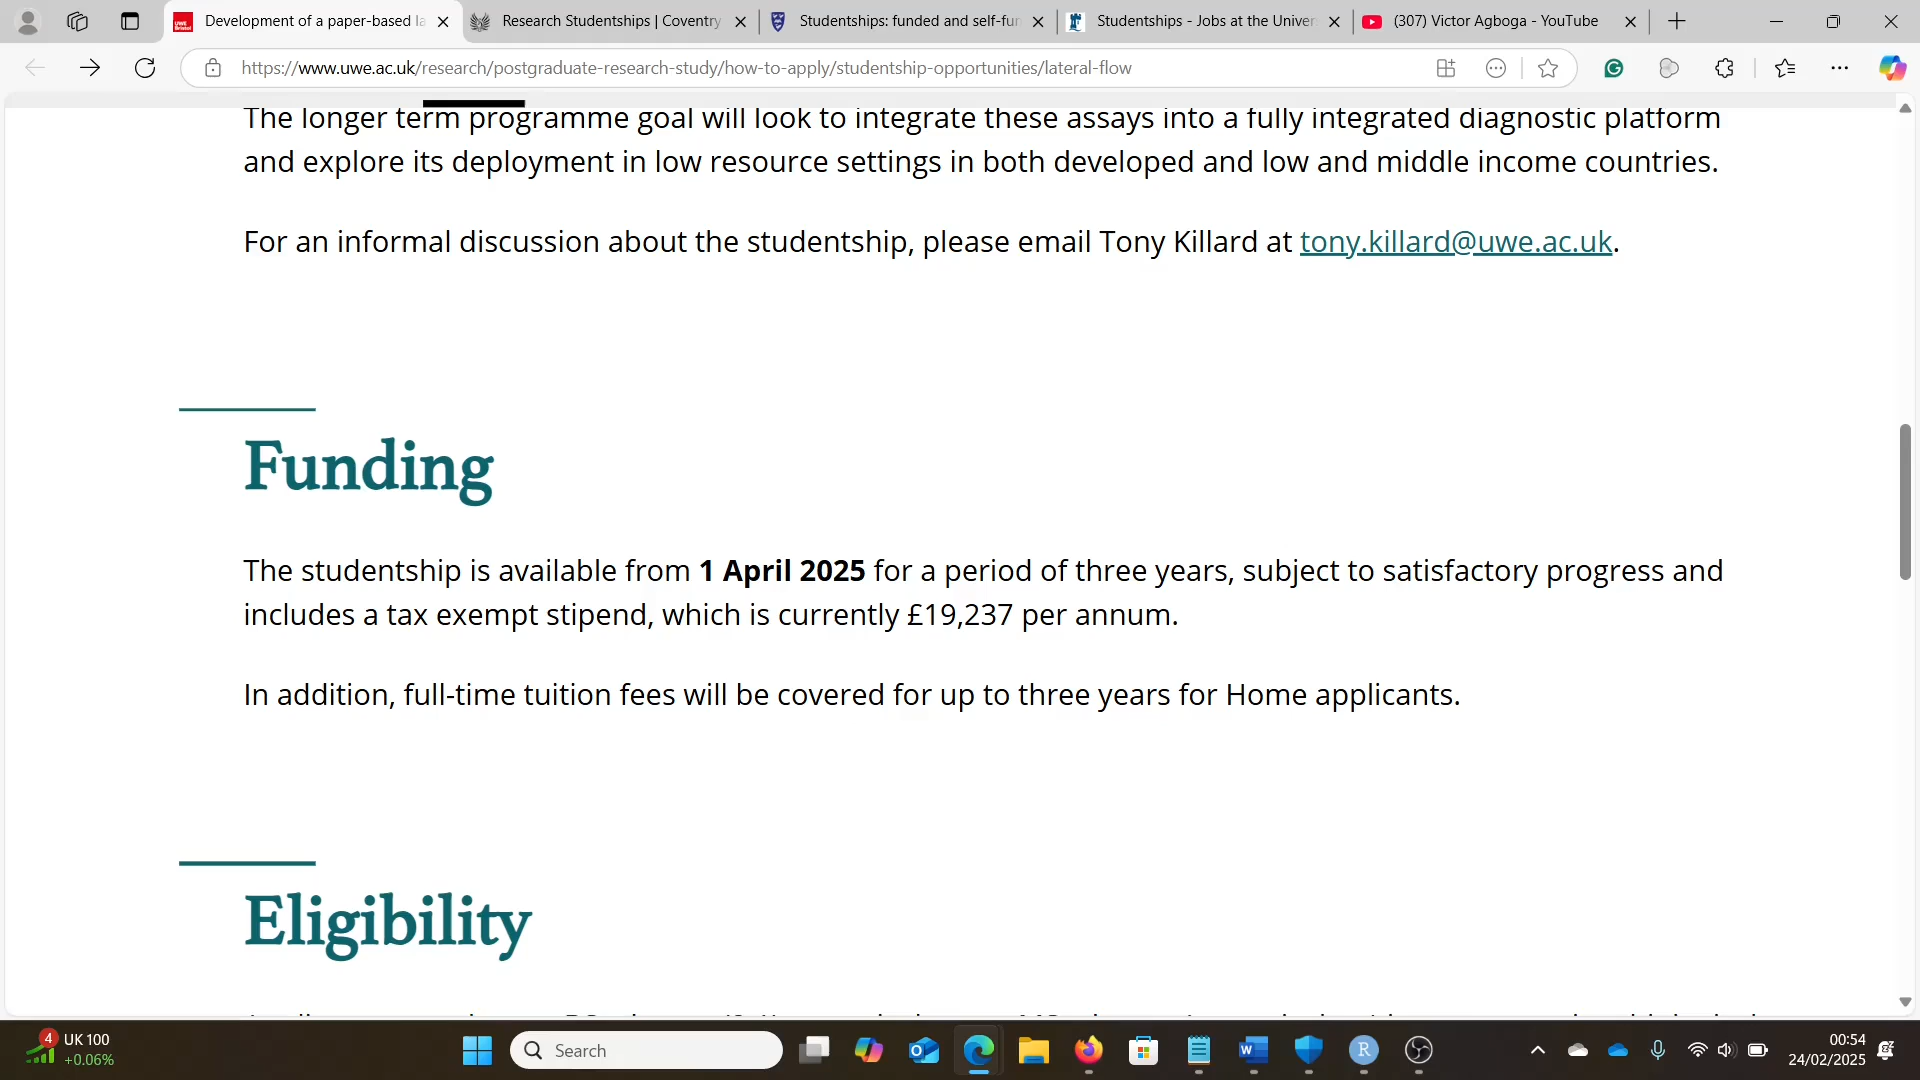 Development of a paper-based la
Research Studentships | Coventry
Studentships: funded and self-fun
Studentships - Jobs at the Univer
(307) Victor Agboga - YouTube
https://www.uwe.ac.uk/research/postgraduate-research-study/how-to-apply/studentship-opportunities/lateral-flow
The longer term programme goal will look to integrate these assays into a fully integrated diagnostic platform
and explore its deployment in low resource settings in both developed and low and middle income countries.
For an informal discussion about the studentship, please email Tony Killard at tony.killard@uwe.ac.uk.
Funding
The studentship is available from 1 April 2025 for a period of three years, subject to satisfactory progress and
includes a tax exempt stipend, which is currently £19,237 per annum.
In addition, full-time tuition fees will be covered for up to three years for Home applicants.
Eligibility
4
UK 100
+0.06%
Search
00:54
24/02/2025